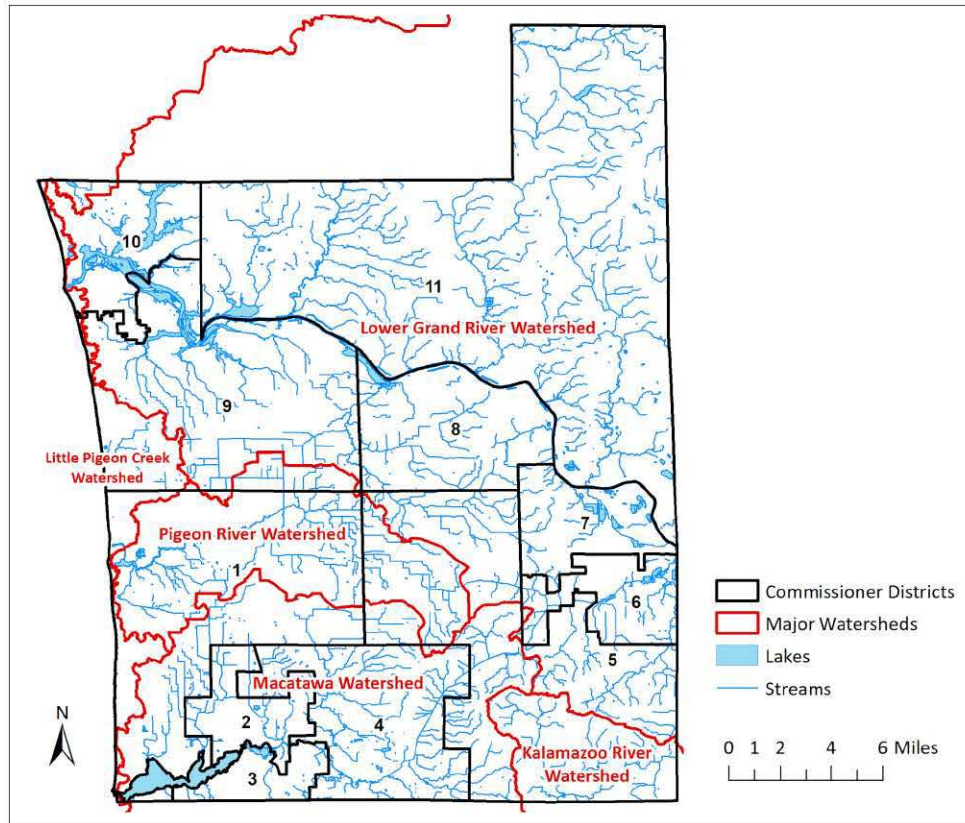 10
11
Lower Grand River Watershed
9
8
Little Pigeon Creek
Watershed
7
Pigeon River Watershed
1
6
5
Macatawa Watershed
2
4
3
Kalamazoo River
Watershed
N
Commissioner Districts
Major Watersheds
Lakes
Streams
0 1 2 4 6 Miles